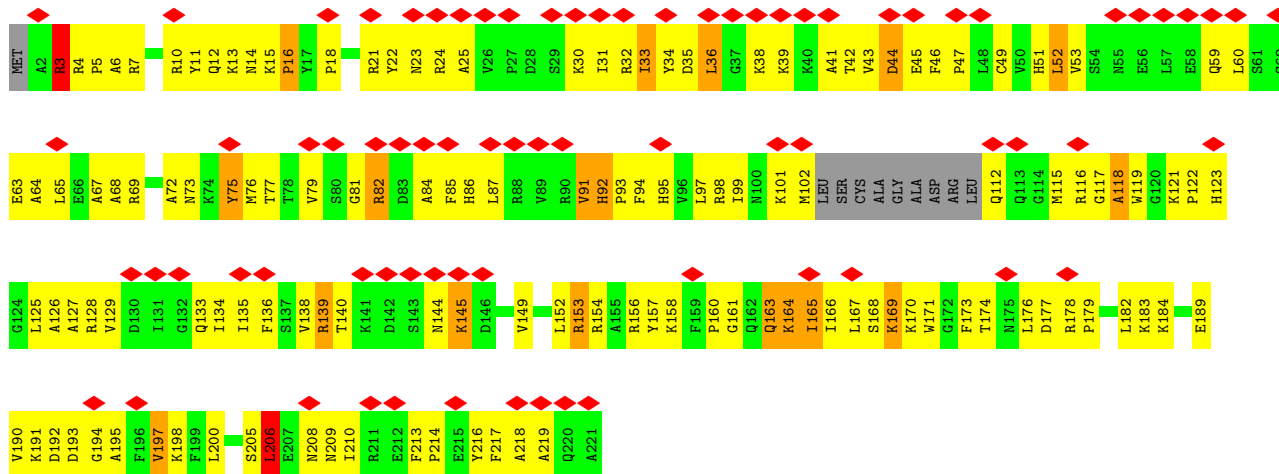 MET A2 R3 R4 P5 A6 R7 R10 Y11 Q12 K13 N14 K15 P16 Y17 P18 R21 Y22 N23 R24 A25 V26 P27 D28 S29 K30 I31 R32 I33 Y34 D35 L36 G37 K38 K39 K40 A41 T42 V43 D44 E45 F46 P47 L48 C49 V50 H51 L52 V53 S54 N55 E56 L57 E58 Q59 L60 S61
E63 A64 L65 E66 A67 A68 R69 A72 N73 K74 Y75 M76 T77 T78 V79 S80 G81 R82 D83 A84 F85 H86 L87 R88 V89 R90 V91 H92 P93 F94 H95 V96 L97 R98 I99 N100 K101 M102 LEU SER CYS ALA GLY ALA ASP ARG LEU Q112 Q113 G114 M115 R116 G117 A118 W119 G120 K121 P122 H123
G124 L125 A126 A127 R128 V129 D130 I131 G132 Q133 I134 I135 F136 S137 V138 R139 T140 K141 D142 S143 N144 K145 D146 V149 L152 R153 R154 A155 R156 Y157 K158 F159 P160 G161 Q162 Q163 K164 I165 I166 L167 S168 K169 K170 W171 G172 F173 T174 N175 L176 D177 R178 P179 L182 K183 K184 E189
V190 K191 D192 D193 G194 A195 F196 V197 K198 F199 L200 S205 L206 E207 N208 N209 I210 R211 E212 F213 P214 E215 Y216 F217 A218 A219 Q220 A221